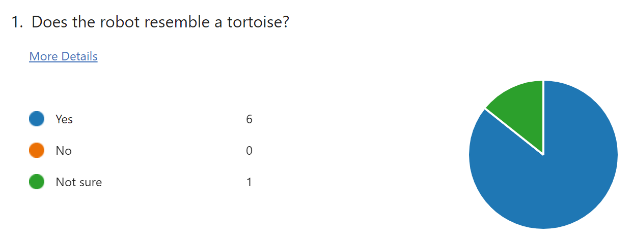 1. Does the robot resemble a tortoise?
More Details
Yes 6
No 0
Not sure 1